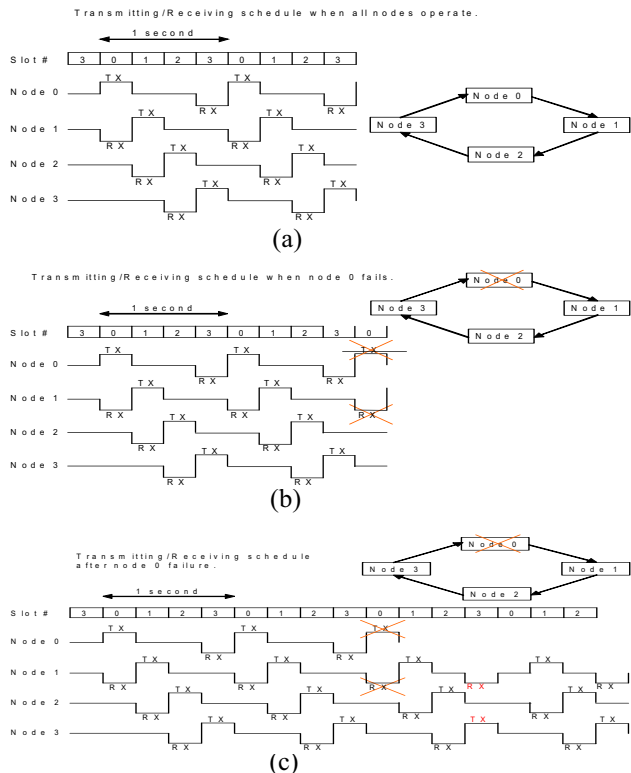 Transmitting/Receiving schedule when all nodes operate.
1 second
Slot # 3 0 1 2 3 0 1 2 3
TX TX
Node 0
RX RX
TX TX
Node 1
RX RX
TX TX
Node 2
RX RX
TX TX
Node 3
RX RX
Node 0
Node 3 Node 1
Node 2
(a)
Transmitting/Receiving schedule when node 0 fails.
1 second
Slot # 3 0 1 2 3 0 1 2 3 0
TX TX TX
Node 0
RX RX RX
TX TX
Node 1
RX RX RX
TX TX
Node 2
RX RX
TX TX
Node 3
RX RX
Node 0
Node 3 Node 1
Node 2
(b)
Transmitting/Receiving schedule
after node 0 failure.
1 second
Slot # 3 0 1 2 3 0 1 2 3 0 1 2 3 0 1 2
TX TX TX
Node 0
RX RX RX
TX TX TX TX
Node 1
RX RX RX RX RX
TX TX TX TX
Node 2
RX RX RX RX
TX TX TX TX
Node 3
RX RX RX RX
Node 0
Node 3 Node 1
Node 2
(c)